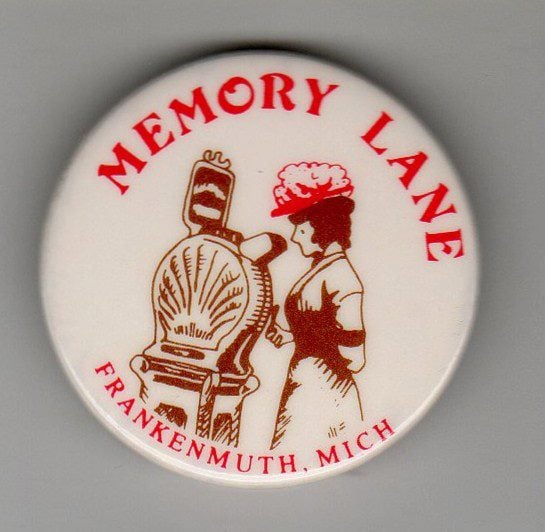 MEMORY LANE
FRANKENMUTH, MICH